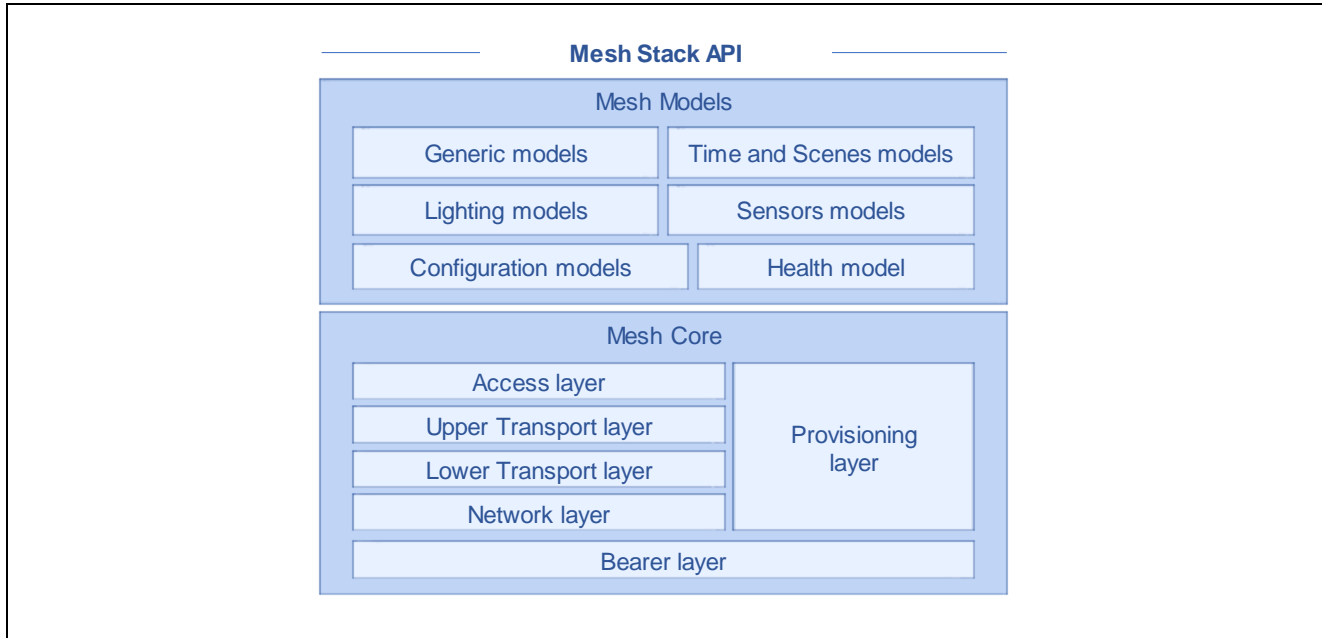 Mesh Stack API
Mesh Models
Generic models
Time and Scenes models
Lighting models
Sensors models
Configuration models
Health model
Mesh Core
Access layer
Upper Transport layer
Lower Transport layer
Network layer
Provisioning
layer
Bearer layer